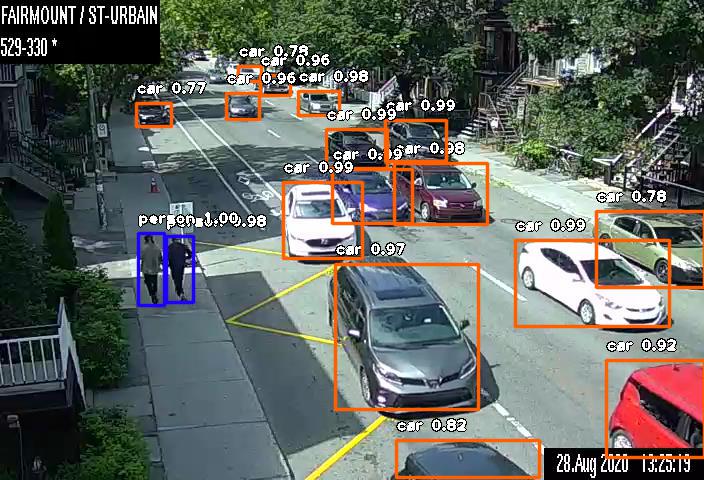 FAIRMOUNT / ST-URBAIN
529-330 *
car 0.78
car 0.96
car 0.77
car 0.96
car 0.98
car 0.99
car 0.99
car 0.99
car 0.98
car 0.99
person 1.00
0.98
car 0.78
car 0.99
car 0.97
car 0.92
car 0.82
28.Aug 2020 13:25:19